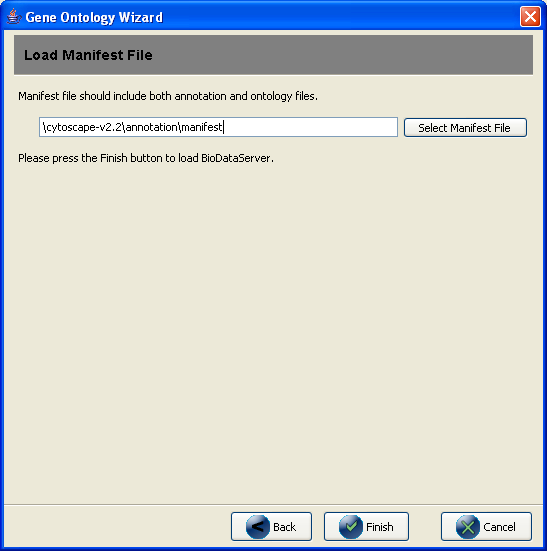 Gene Ontology Wizard
Load Manifest File
Manifest file should include both annotation and ontology files.
\cytoscape-v2.2\annotation\manifest
Select Manifest File
Please press the Finish button to load BioDataServer.
Back
Finish
Cancel